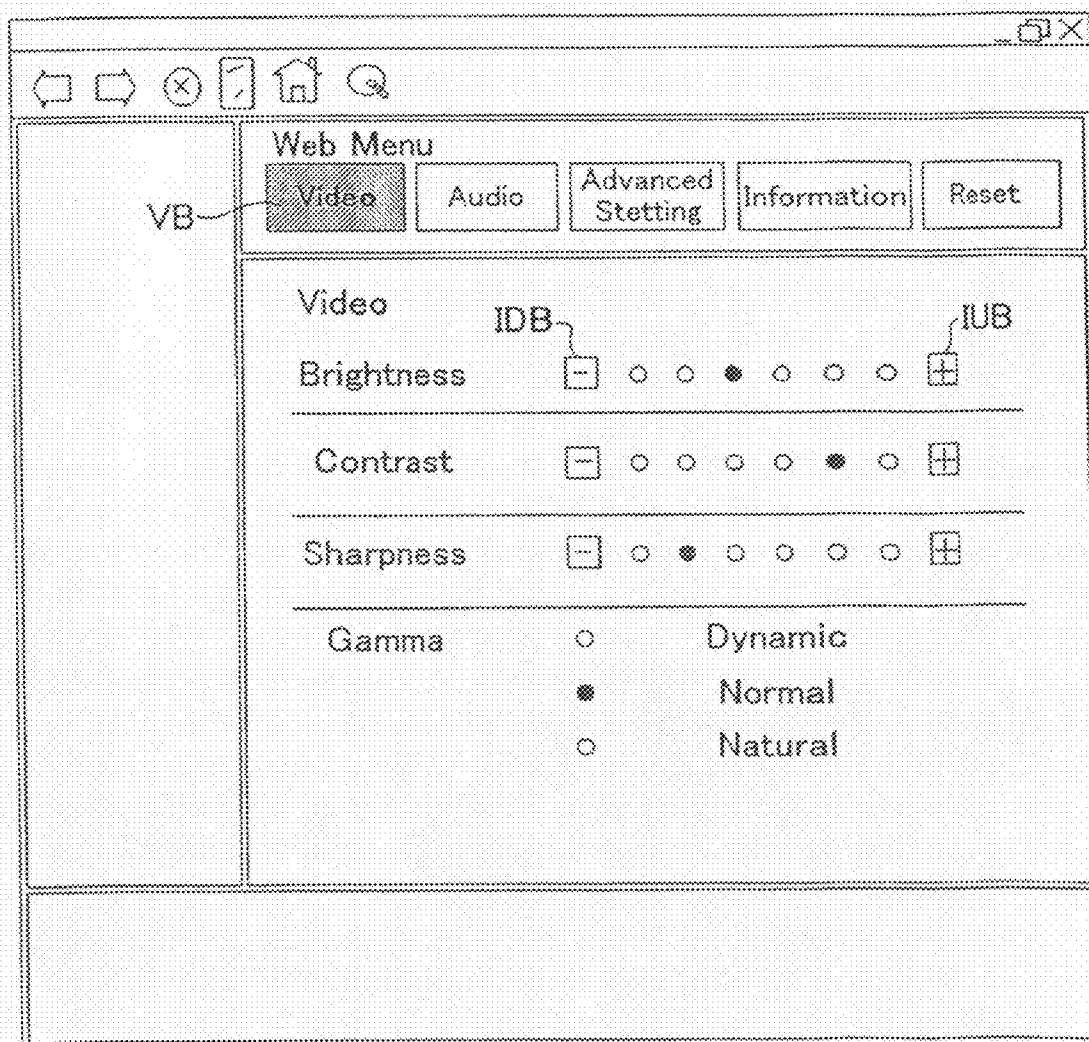 Web Menu
VB Video Audio Advanced Stetting Information Reset
Video
IDB IUB
Brightness - +
Contrast - +
Sharpness - +
Gamma Dynamic
Normal
Natural